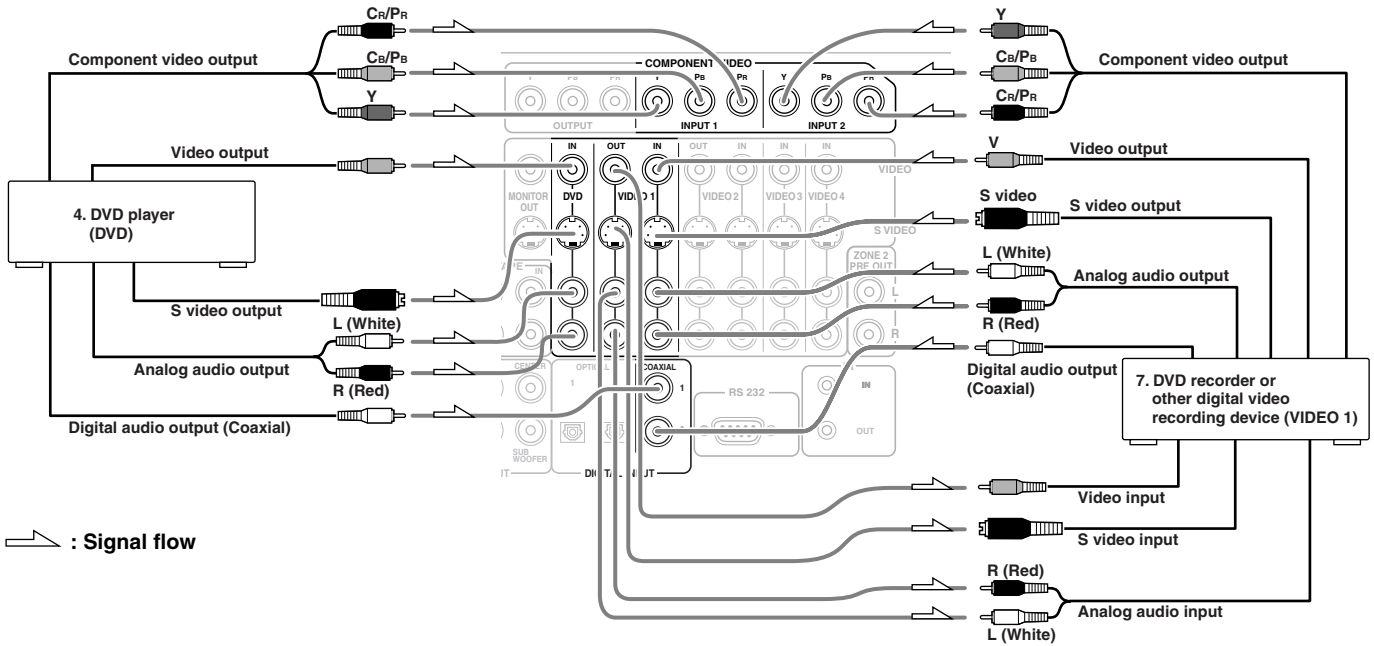 CR/PR
Component video output
CB/PB
Y
Video output
4. DVD player
(DVD)
S video output
L (White)
Analog audio output
R (Red)
Digital audio output (Coaxial)
: Signal flow
COMPONENT VIDEO
Y PB PR Y PB PR Y PB PR
OUTPUT INPUT 1 INPUT 2
IN OUT IN OUT IN IN IN
VIDEO
MONITOR
OUT
DVD VIDEO 1 VIDEO 2 VIDEO 3 VIDEO 4
S VIDEO
IN
ZONE 2
PRE OUT
L
R
CENTER OPTICAL COAXIAL
1 1
RS 232
IN
OUT
SUB
WOOFER
DIGITAL INPUT
Y
CB/PB
Component video output
CR/PR
V
Video output
S video
S video output
L (White)
Analog audio output
R (Red)
Digital audio output
(Coaxial)
7. DVD recorder or
other digital video
recording device (VIDEO 1)
Video input
S video input
R (Red)
Analog audio input
L (White)